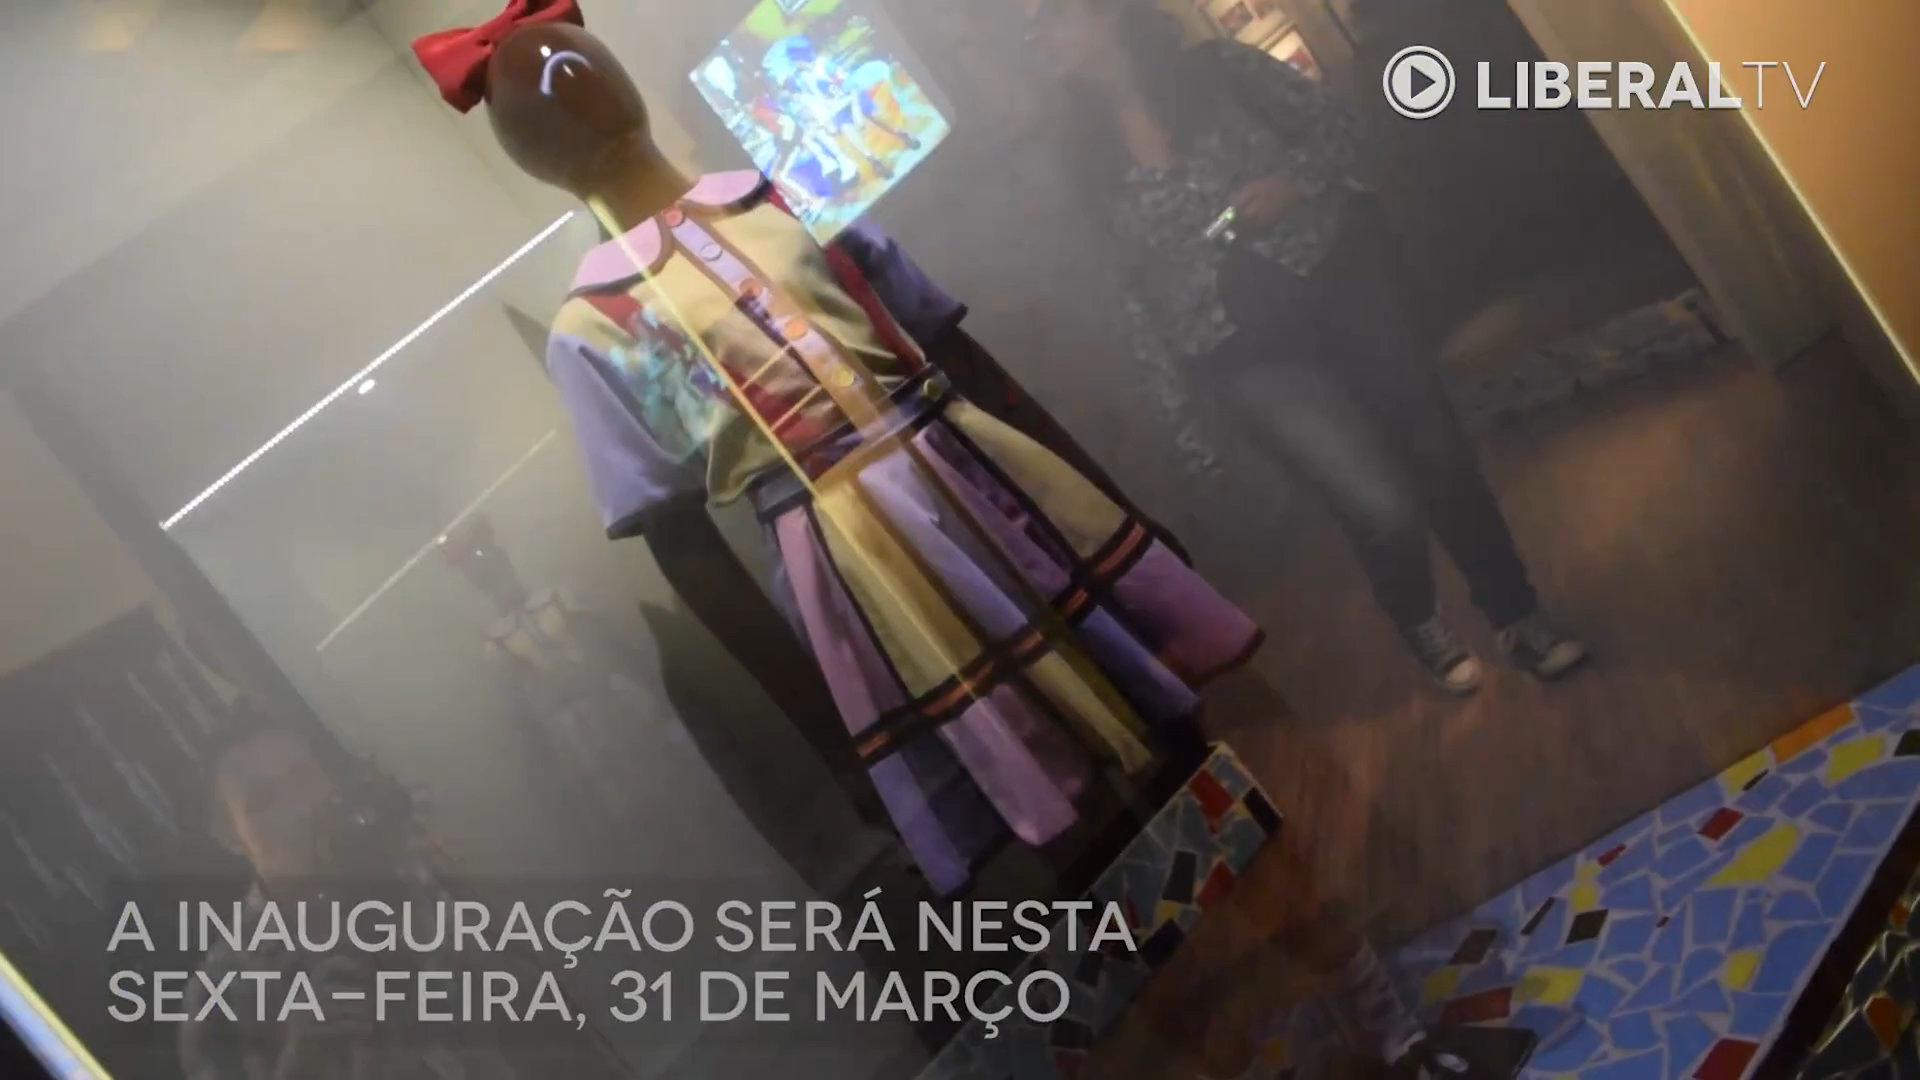 LIBERALTV
A INAUGURAÇÃO SERÁ NESTA
SEXTA-FEIRA, 31 DE MARÇO